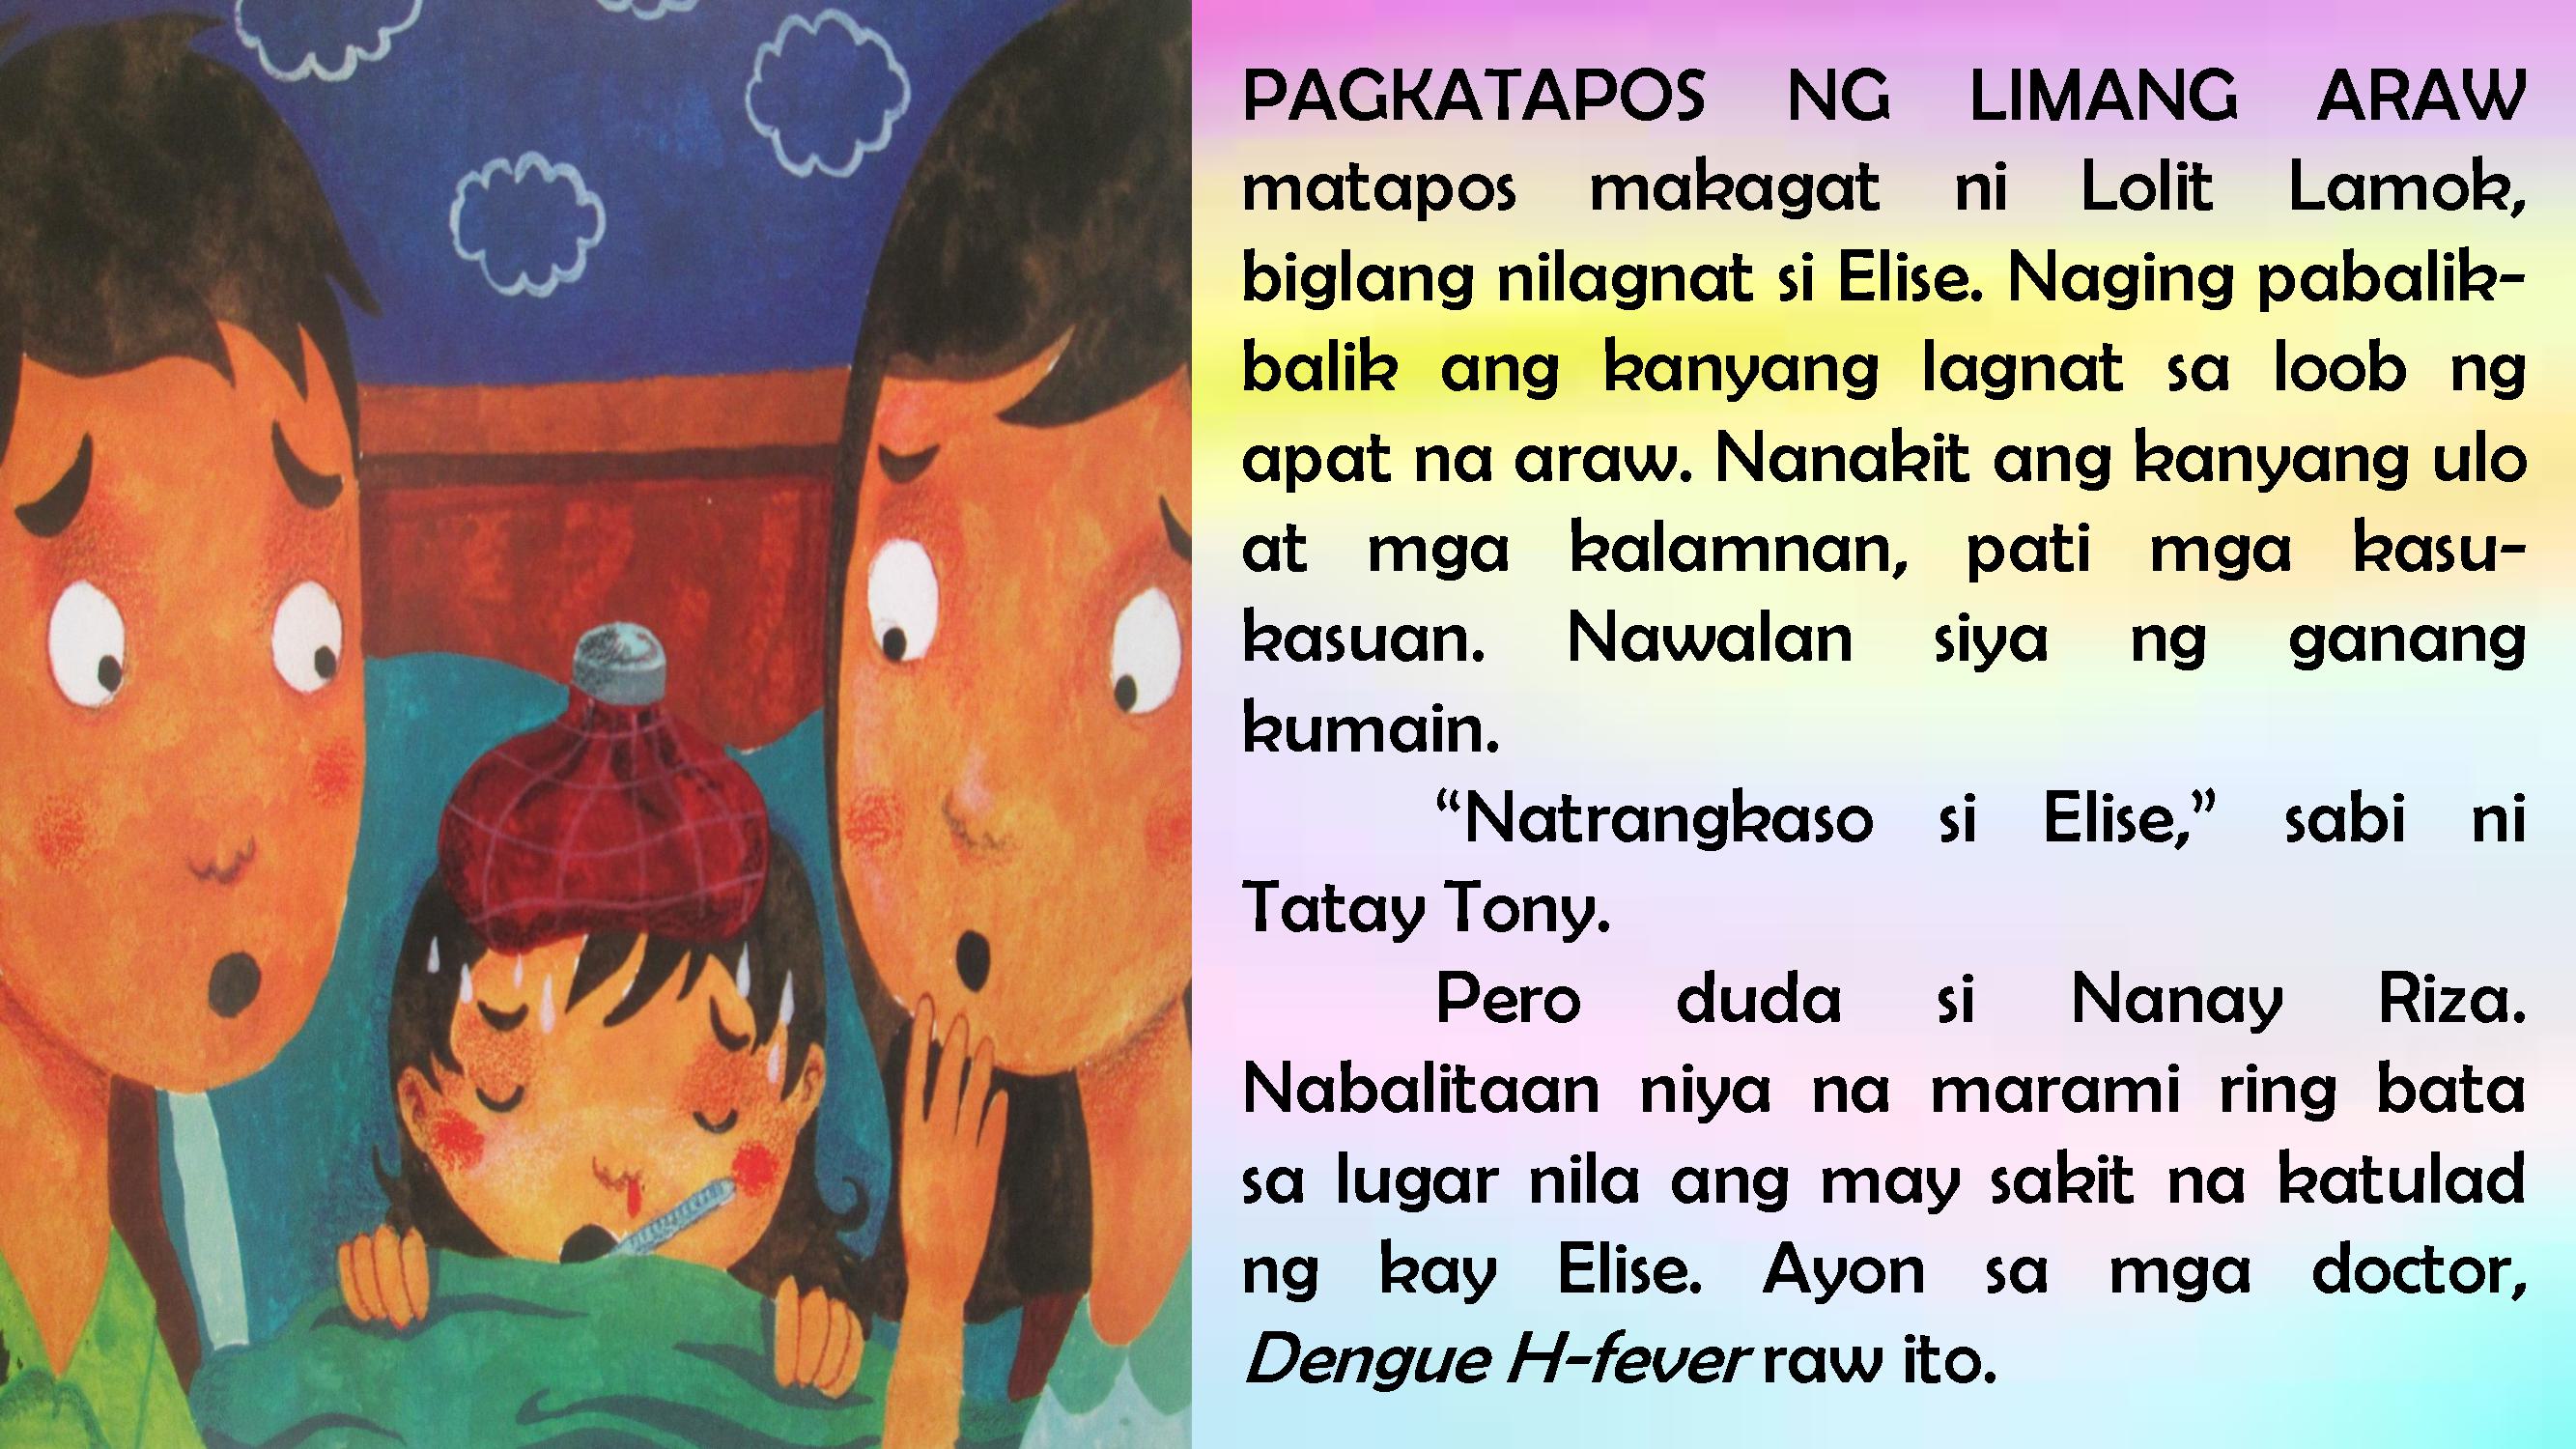 PAGKATAPOS NG LIMANG ARAW
matapos makagat ni Lolit Lamok,
biglang nilagnat si Elise. Naging pabalik-
balik ang kanyang lagnat sa loob ng
apat na araw. Nanakit ang kanyang ulo
at mga kalamnan, pati mga kasu-
kasuan. Nawalan siya ng ganang
kumain.
“Natrangkaso si Elise,” sabi ni
Tatay Tony.
Pero duda si Nanay Riza.
Nabalitaan niya na marami ring bata
sa lugar nila ang may sakit na katulad
ng kay Elise. Ayon sa mga doctor,
Dengue H-fever raw ito.